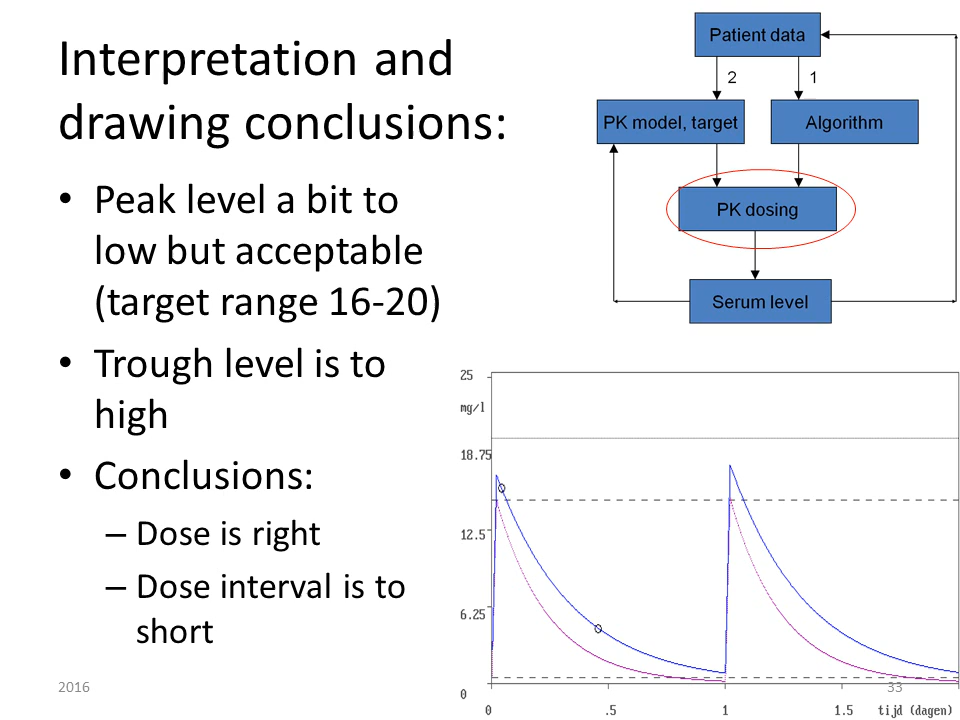 Interpretation and
drawing conclusions:
• Peak level a bit to
low but acceptable
(target range 16-20)
• Trough level is to
high
• Conclusions:
– Dose is right
– Dose interval is to
short
2016
Patient data
2
1
PK model, target
Algorithm
PK dosing
Serum level
25
mg/l
18.75
12.5
6.25
0
0 .5 1 1.5 tijd (dagen)
33